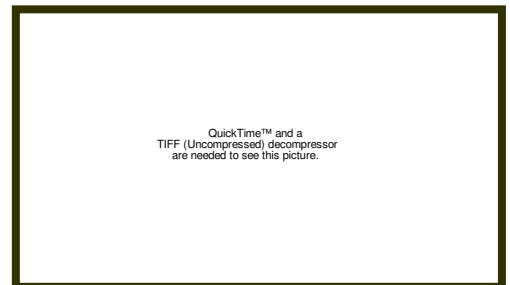 QuickTime™ and a
TIFF (Uncompressed) decompressor
are needed to see this picture.